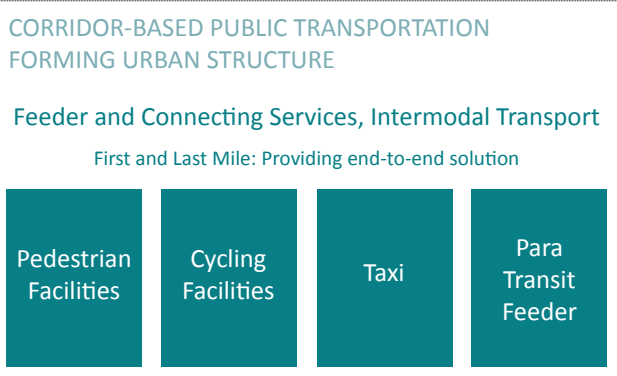 CORRIDOR-BASED PUBLIC TRANSPORTATION
FORMING URBAN STRUCTURE
Feeder and Connecting Services, Intermodal Transport
First and Last Mile: Providing end-to-end solution
Pedestrian
Facilities
Cycling
Facilities
Taxi
Para
Transit
Feeder